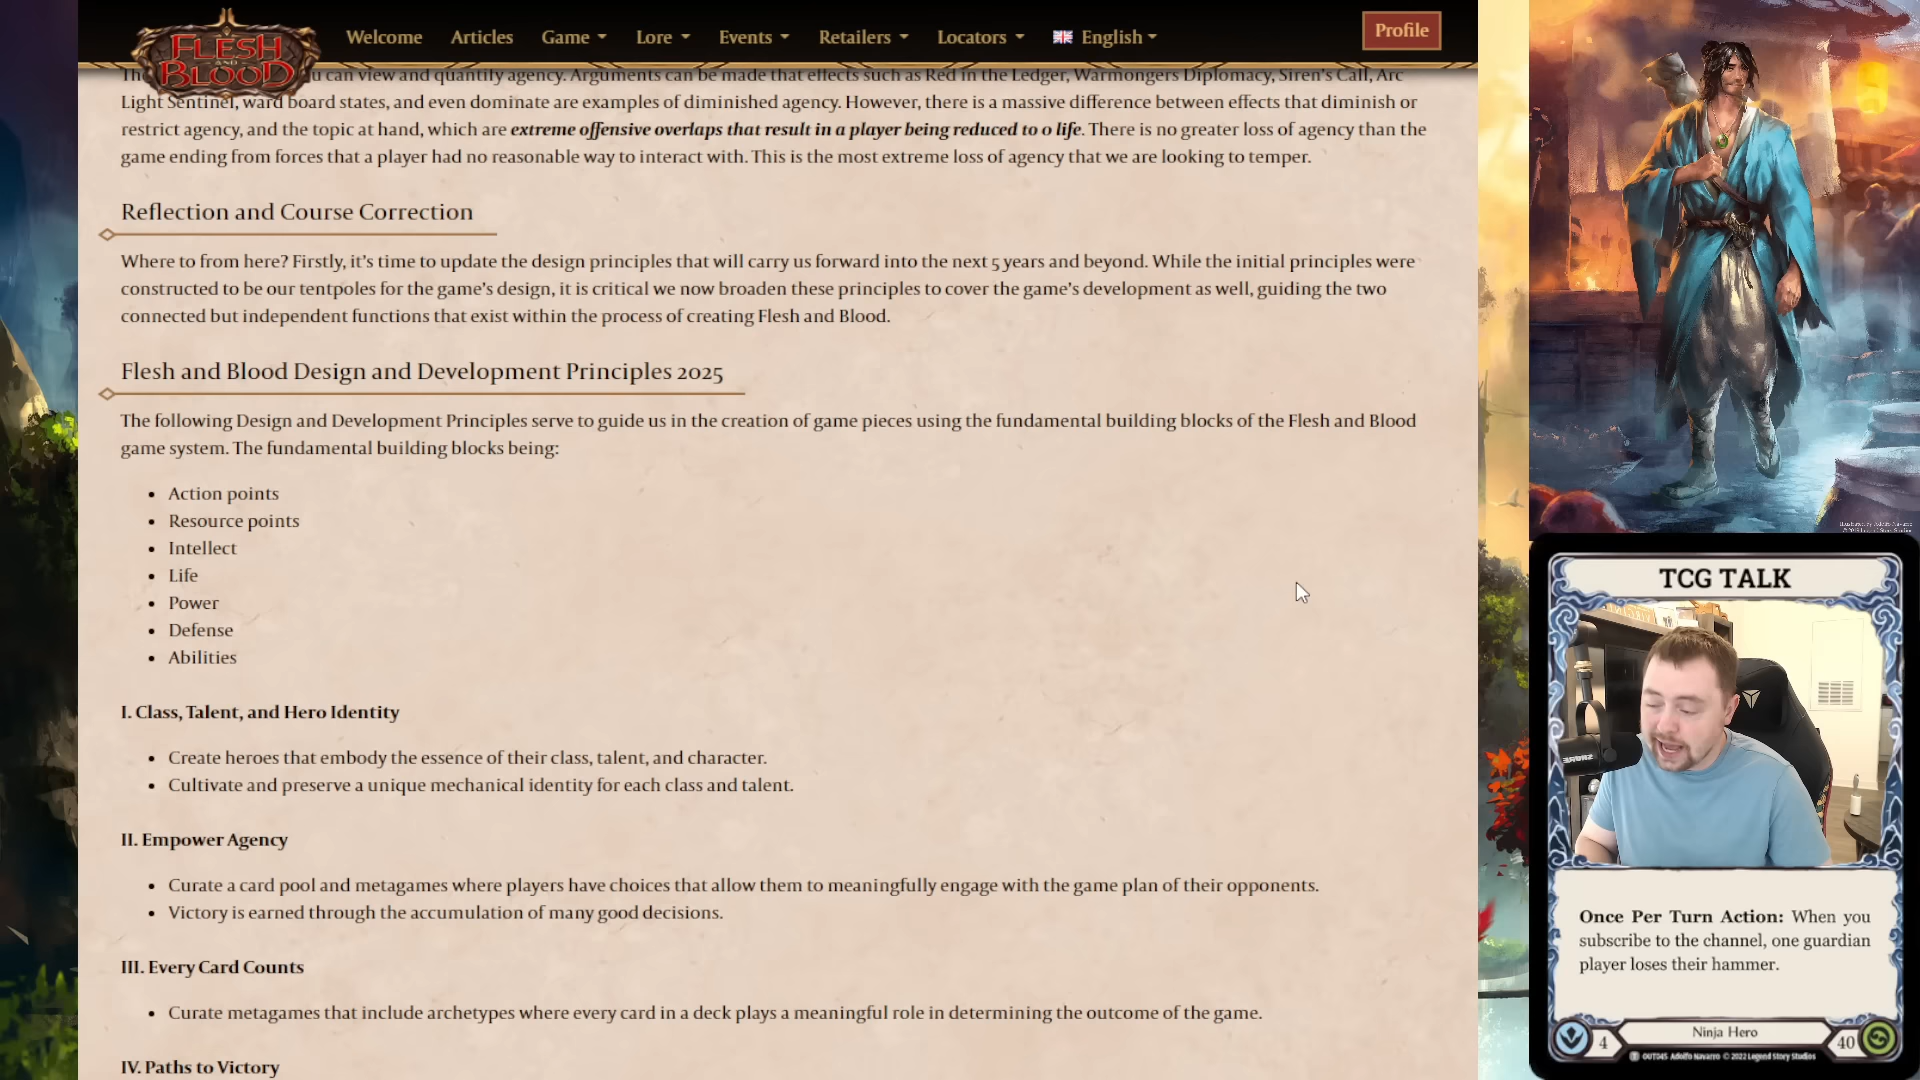 FLESH
AND
BLOOD
Welcome
Articles
Game
Lore
Events
Retailers
Locators
English
Profile
u can view and quantify agency. Arguments can be made that effects such as Red in the Ledger, Warmongers Diplomacy, Siren's Call, Arc
Light Sentinel, ward board states, and even dominate are examples of diminished agency. However, there is a massive difference between effects that diminish or
restrict agency, and the topic at hand, which are extreme offensive overlaps that result in a player being reduced to 0 life. There is no greater loss of agency than the
game ending from forces that a player had no reasonable way to interact with. This is the most extreme loss of agency that we are looking to temper.
Reflection and Course Correction
Where to from here? Firstly, it's time to update the design principles that will carry us forward into the next 5 years and beyond. While the initial principles were
constructed to be our tentpoles for the game's design, it is critical we now broaden these principles to cover the game's development as well, guiding the two
connected but independent functions that exist within the process of creating Flesh and Blood.
Flesh and Blood Design and Development Principles 2025
The following Design and Development Principles serve to guide us in the creation of game pieces using the fundamental building blocks of the Flesh and Blood
game system. The fundamental building blocks being:
• Action points
• Resource points
• Intellect
• Life
• Power
• Defense
• Abilities
I. Class, Talent, and Hero Identity
• Create heroes that embody the essence of their class, talent, and character.
• Cultivate and preserve a unique mechanical identity for each class and talent.
II. Empower Agency
• Curate a card pool and metagames where players have choices that allow them to meaningfully engage with the game plan of their opponents.
• Victory is earned through the accumulation of many good decisions.
III. Every Card Counts
• Curate metagames that include archetypes where every card in a deck plays a meaningful role in determining the outcome of the game.
IV. Paths to Victory
TCG TALK
Once Per Turn Action: When you
subscribe to the channel, one guardian
player loses their hammer.
4
Ninja Hero
40
OUT045 Adolfo Navarro © 2022 Legend Story Studios